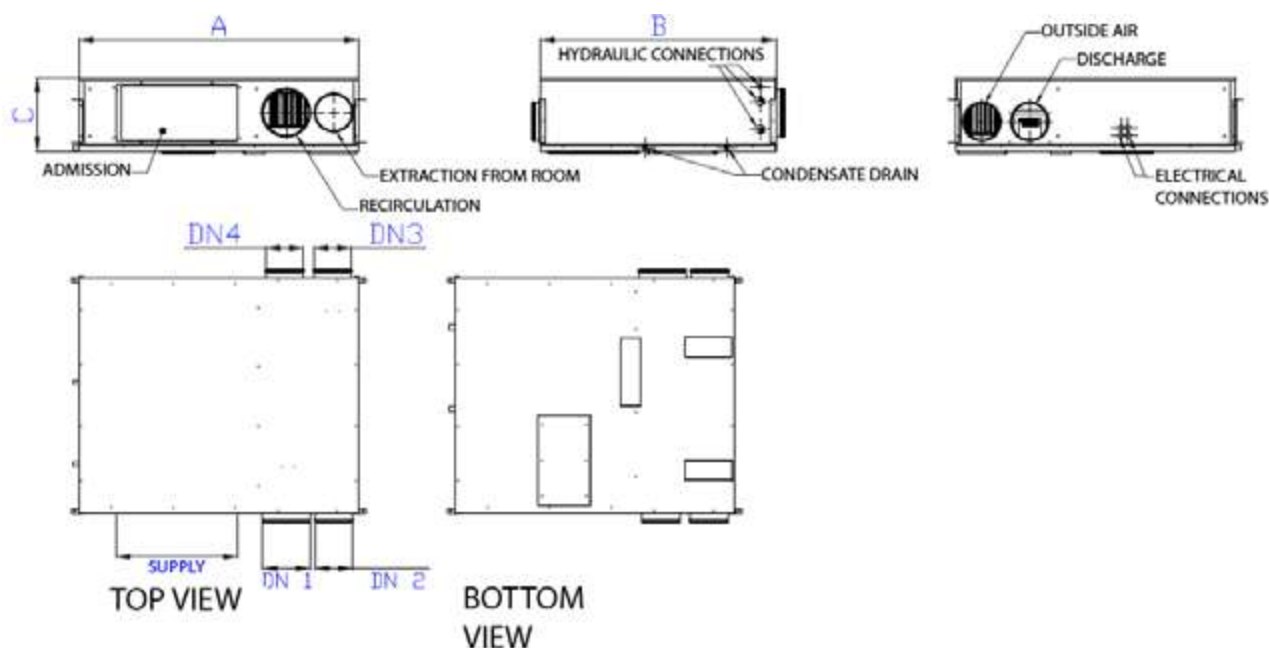 A
C
ADMISSION
EXTRACTION FROM ROOM
RECIRCULATION
B
HYDRAULIC CONNECTIONS
CONDENSATE DRAIN
OUTSIDE AIR
DISCHARGE
ELECTRICAL
CONNECTIONS
DN4
DN3
SUPPLY
DN 1
DN 2
TOP VIEW
BOTTOM
VIEW